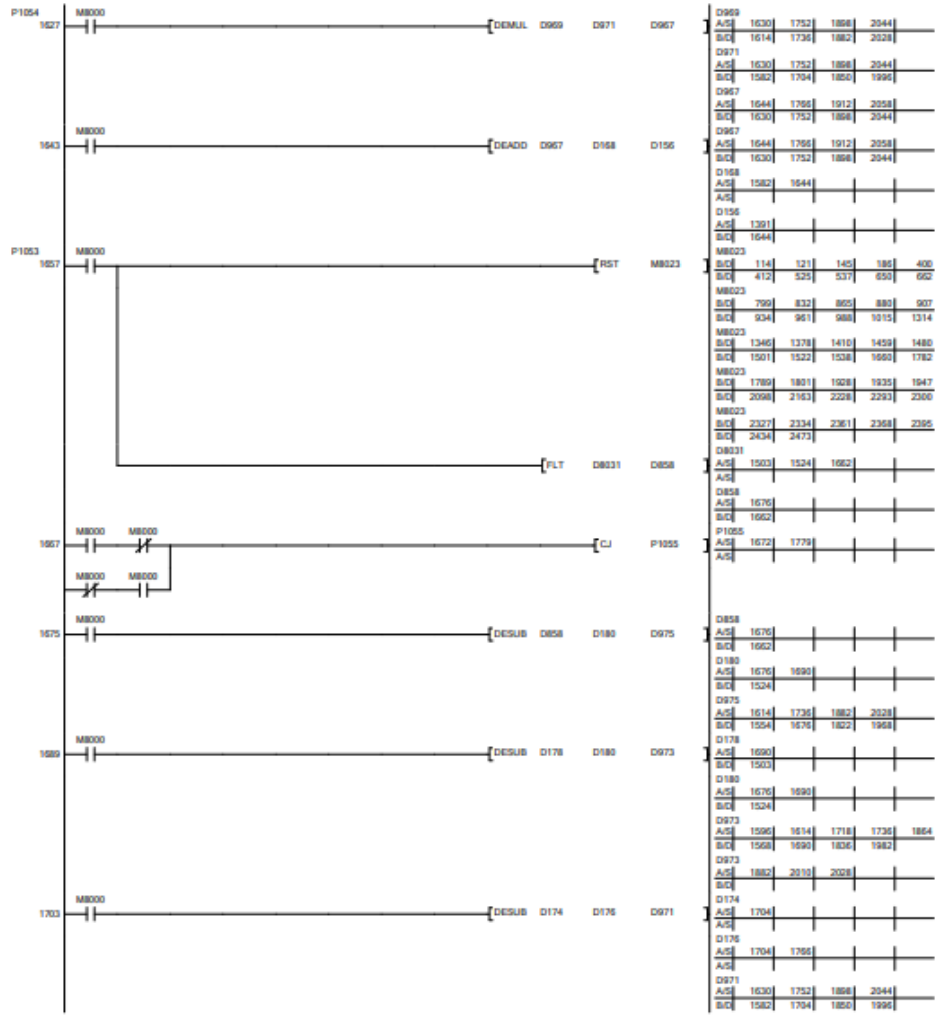 P1054 M8000 D969
1627 [DEMUL D969 D971 D967 ] A/S 1630 1752 1898 2044
B/D 1614 1736 1882 2028
D971
A/S 1630 1752 1898 2044
B/D 1582 1704 1850 1996
D967
A/S 1644 1766 1912 2058
B/D 1630 1752 1898 2044
M8000 D967
1643 [DEADD D967 D168 D156 ] A/S 1644 1766 1912 2058
B/D 1630 1752 1898 2044
D168
A/S 1582 1644
A/S
D156
A/S 1391
B/D 1644
P1053 M8000 M8023
1657 [RST M8023 ] B/D 114 121 145 186 400
B/D 412 525 537 650 662
M8023
B/D 799 832 865 880 907
B/D 934 961 988 1015 1314
M8023
B/D 1346 1378 1410 1459 1480
B/D 1501 1522 1538 1660 1782
M8023
B/D 1789 1801 1928 1935 1947
B/D 2098 2163 2228 2293 2300
M8023
B/D 2327 2334 2361 2368 2395
B/D 2434 2473
D8031
[FLT D8031 D858 ] A/S 1503 1524 1662
A/S
D858
A/S 1676
B/D 1662
M8000 M8000 P1055
1667 [CJ P1055 ] A/S 1672 1779
A/S
M8000 M8000
M8000 D858
1675 [DESUB D858 D180 D975 ] A/S 1676
B/D 1662
D180
A/S 1676 1690
B/D 1524
D975
A/S 1614 1736 1882 2028
B/D 1554 1676 1822 1968
M8000 D178
1689 [DESUB D178 D180 D973 ] A/S 1690
B/D 1503
D180
A/S 1676 1690
B/D 1524
D973
A/S 1596 1614 1718 1736 1864
B/D 1568 1690 1836 1982
D973
A/S 1882 2010 2028
B/D
M8000 D174
1703 [DESUB D174 D176 D971 ] A/S 1704
A/S
D176
A/S 1704 1766
A/S
D971
A/S 1630 1752 1898 2044
B/D 1582 1704 1850 1996